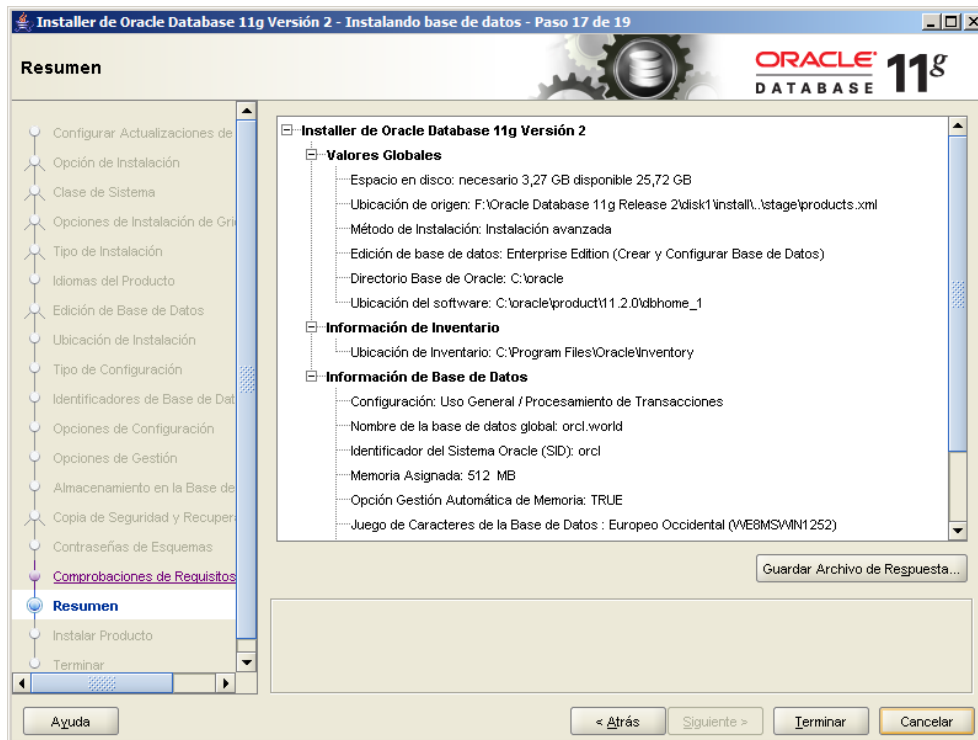 Installer de Oracle Database 11g Versión 2 - Instalando base de datos - Paso 17 de 19
Resumen
ORACLE
DATABASE
11g
Configurar Actualizaciones de
Opción de Instalación
Clase de Sistema
Opciones de Instalación de Gri
Tipo de Instalación
Idiomas del Producto
Edición de Base de Datos
Ubicación de Instalación
Tipo de Configuración
Identificadores de Base de Dat
Opciones de Configuración
Opciones de Gestión
Almacenamiento en la Base de
Copia de Seguridad y Recuper
Contraseñas de Esquemas
Comprobaciones de Requisitos
Resumen
Instalar Producto
Terminar
Installer de Oracle Database 11g Versión 2
Valores Globales
Espacio en disco: necesario 3,27 GB disponible 25,72 GB
Ubicación de origen: F:\Oracle Database 11g Release 2\disk1\install\..\stage\products.xml
Método de Instalación: Instalación avanzada
Edición de base de datos: Enterprise Edition (Crear y Configurar Base de Datos)
Directorio Base de Oracle: C:\oracle
Ubicación del software: C:\oracle\product\11.2.0\dbhome_1
Información de Inventario
Ubicación de Inventario: C:\Program Files\Oracle\Inventory
Información de Base de Datos
Configuración: Uso General / Procesamiento de Transacciones
Nombre de la base de datos global: orcl.world
Identificador del Sistema Oracle (SID): orcl
Memoria Asignada: 512 MB
Opción Gestión Automática de Memoria: TRUE
Juego de Caracteres de la Base de Datos : Europeo Occidental (WE8MSWIN1252)
Guardar Archivo de Respuesta...
Ayuda
< Atrás
Siguiente >
Terminar
Cancelar